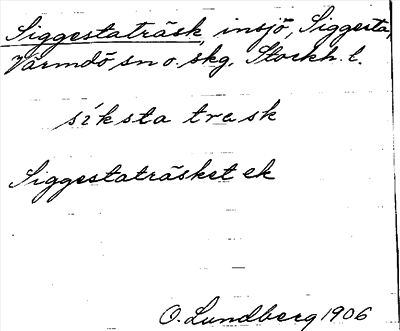 Siggestaträsk, insjö, Siggesta,
Värmdö sn o. skg. Stockh. l.
síksta trask
Siggestaträsket ek
O. Lundberg 1906